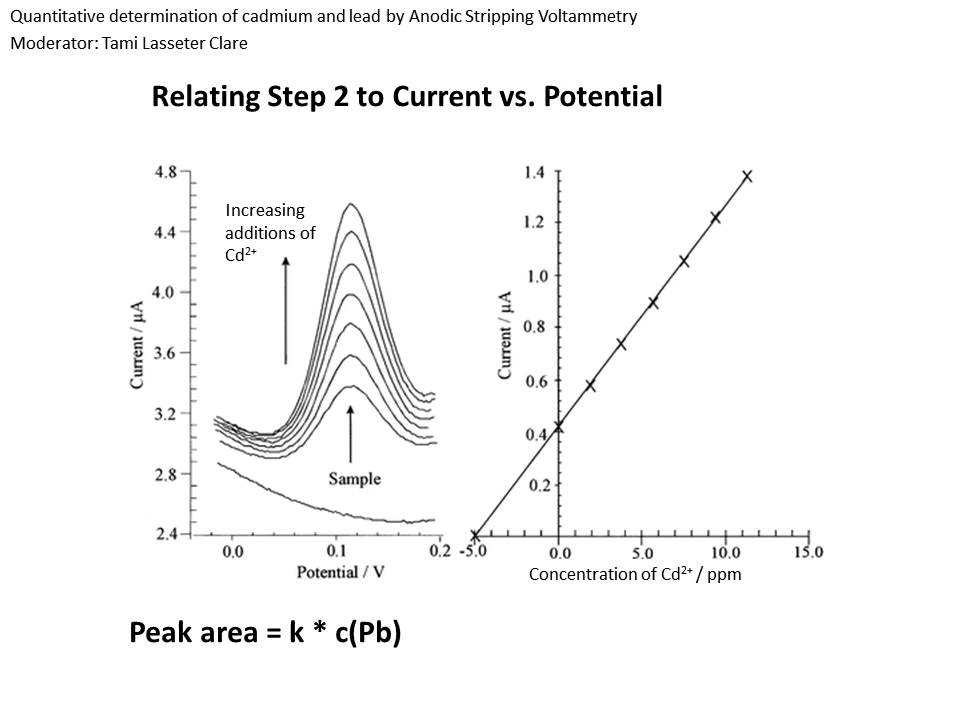 Quantitative determination of cadmium and lead by Anodic Stripping Voltammetry
Moderator: Tami Lasseter Clare
Relating Step 2 to Current vs. Potential
4.8
4.4
4.0
3.6
3.2
2.8
2.4
Current / μA
Increasing
additions of
Cd²⁺
Sample
0.0 0.1 0.2
Potential / V
1.4
1.2
1.0
0.8
0.6
0.4
0.2
Current / μA
-5.0 0.0 5.0 10.0 15.0
Concentration of Cd²⁺ / ppm
Peak area = k * c(Pb)